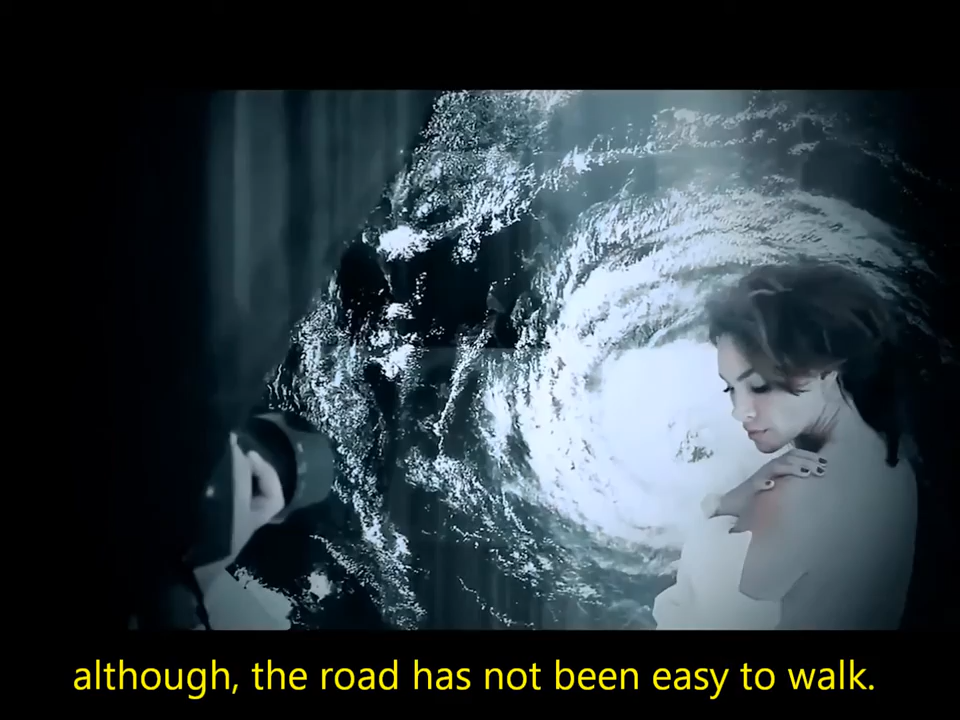 although, the road has not been easy to walk.